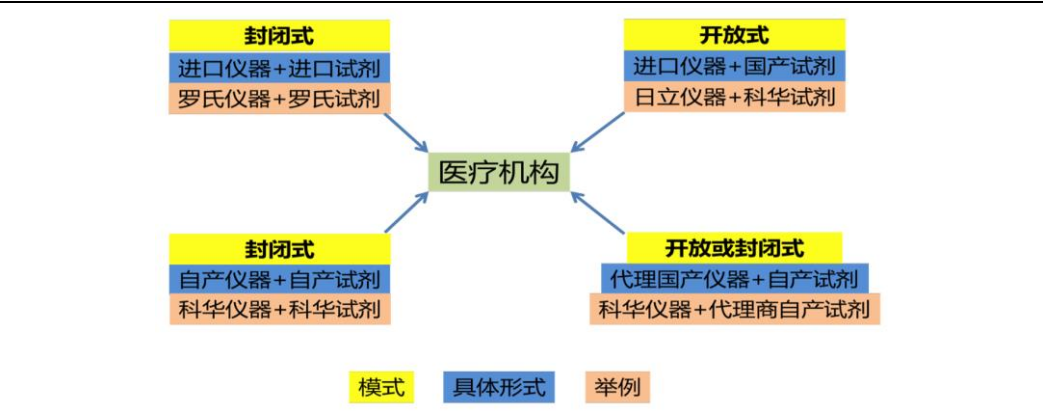 封闭式
进口仪器+进口试剂
罗氏仪器+罗氏试剂
开放式
进口仪器+国产试剂
日立仪器+科华试剂
医疗机构
封闭式
自产仪器+自产试剂
科华仪器+科华试剂
开放或封闭式
代理国产仪器+自产试剂
科华仪器+代理商自产试剂
模式 具体形式 举例